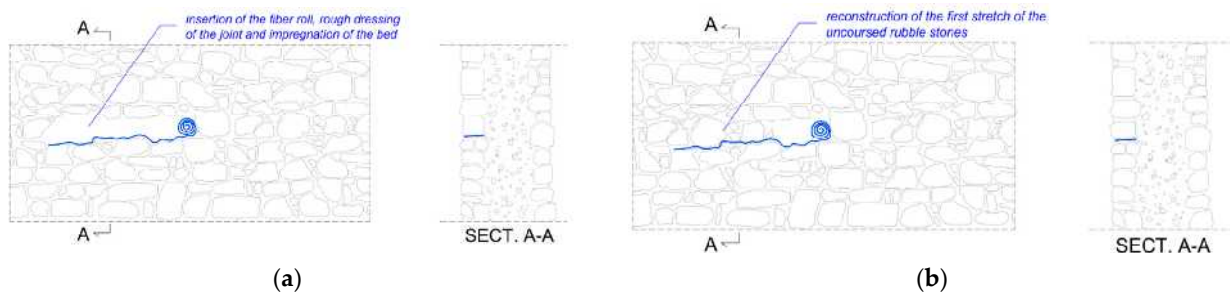 A
insertion of the fiber roll, rough dressing
of the joint and impregnation of the bed
A
SECT. A-A
(a)
A
reconstruction of the first stretch of the
uncoursed rubble stones
A
SECT. A-A
(b)